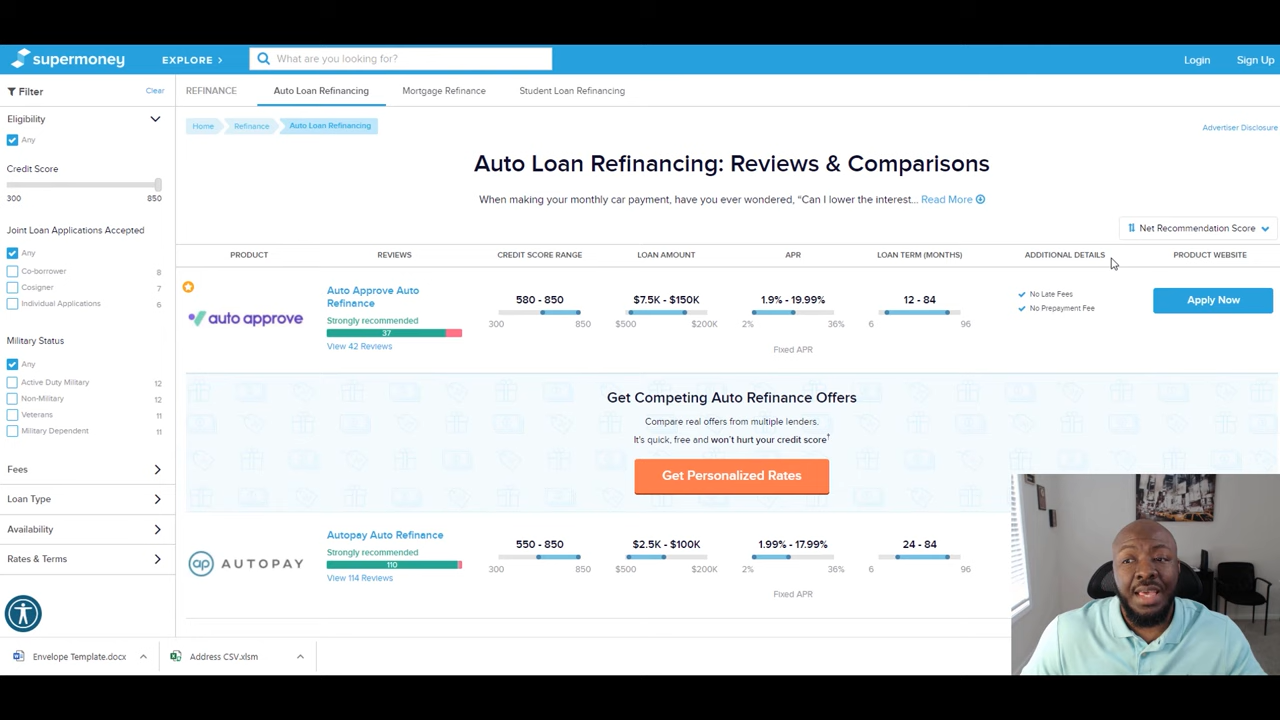 supermoney
EXPLORE >
What are you looking for?
Login
Sign Up
Filter
Clear
REFINANCE
Auto Loan Refinancing
Mortgage Refinance
Student Loan Refinancing
Eligibility
Any
Home
Refinance
Auto Loan Refinancing
Advertiser Disclosure
Credit Score
300
850
Auto Loan Refinancing: Reviews & Comparisons
When making your monthly car payment, have you ever wondered, “Can I lower the interest... Read More
Net Recommendation Score
Joint Loan Applications Accepted
Any
Co-borrower 8
Cosigner 7
Individual Applications 6
PRODUCT
REVIEWS
CREDIT SCORE RANGE
LOAN AMOUNT
APR
LOAN TERM (MONTHS)
ADDITIONAL DETAILS
PRODUCT WEBSITE
auto approve
Auto Approve Auto
Refinance
Strongly recommended
37
View 42 Reviews
580 - 850
300 850
$7.5K - $150K
$500 $200K
1.9% - 19.99%
2% 36%
Fixed APR
12 - 84
6 96
No Late Fees
No Prepayment Fee
Apply Now
Military Status
Any
Active Duty Military 12
Non-Military 12
Veterans 11
Military Dependent 11
Get Competing Auto Refinance Offers
Compare real offers from multiple lenders.
It's quick, free and won't hurt your credit score†
Get Personalized Rates
Fees
Loan Type
Availability
Rates & Terms
ap AUTOPAY
Autopay Auto Refinance
Strongly recommended
110
View 114 Reviews
550 - 850
300 850
$2.5K - $100K
$500 $200K
1.99% - 17.99%
2% 36%
Fixed APR
24 - 84
6 96
Envelope Template.docx
Address CSV.xlsm